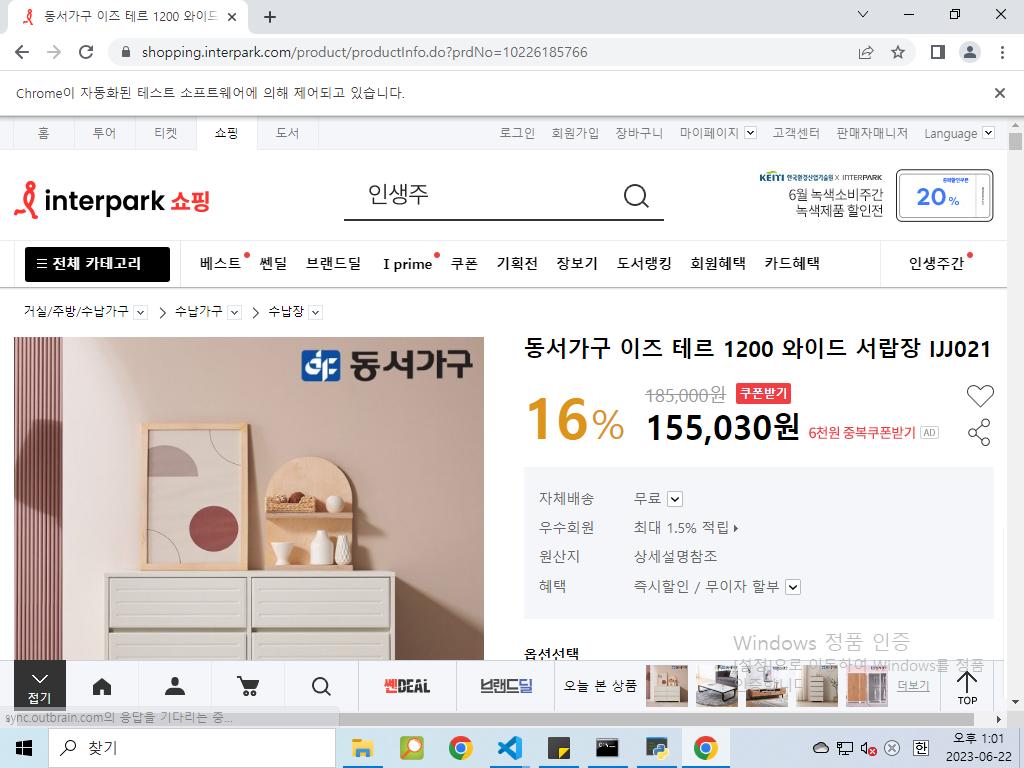 동서가구 이즈 테르 1200 와이드
shopping.interpark.com/product/productInfo.do?prdNo=10226185766
Chrome이 자동화된 테스트 소프트웨어에 의해 제어되고 있습니다.
홈 투어 티켓 쇼핑 도서 로그인 회원가입 장바구니 마이페이지 고객센터 판매자매니저 Language
interpark 쇼핑
인생주
KEITI 한국환경산업기술원 X INTERPARK
6월 녹색소비주간
녹색제품 할인전
20%
전체 카테고리 베스트 쎈딜 브랜드딜 I prime 쿠폰 기획전 장보기 도서랭킹 회원혜택 카드혜택 인생주간
거실/주방/수납가구 수납가구 수납장
동서가구
동서가구 이즈 테르 1200 와이드 서랍장 IJJ021
16%
185,000원 쿠폰받기
155,030원 6천원 중복쿠폰받기 AD
자체배송 무료
우수회원 최대 1.5% 적립
원산지 상세설명참조
혜택 즉시할인 / 무이자 할부
옵션선택
Windows 정품 인증
[설정]으로 이동하여 Windows를 정품
접기
쎈DEAL 브랜드딜 오늘 본 상품 더보기 TOP
sync.outbrain.com의 응답을 기다리는 중...
찾기
한
오후 1:01
2023-06-22